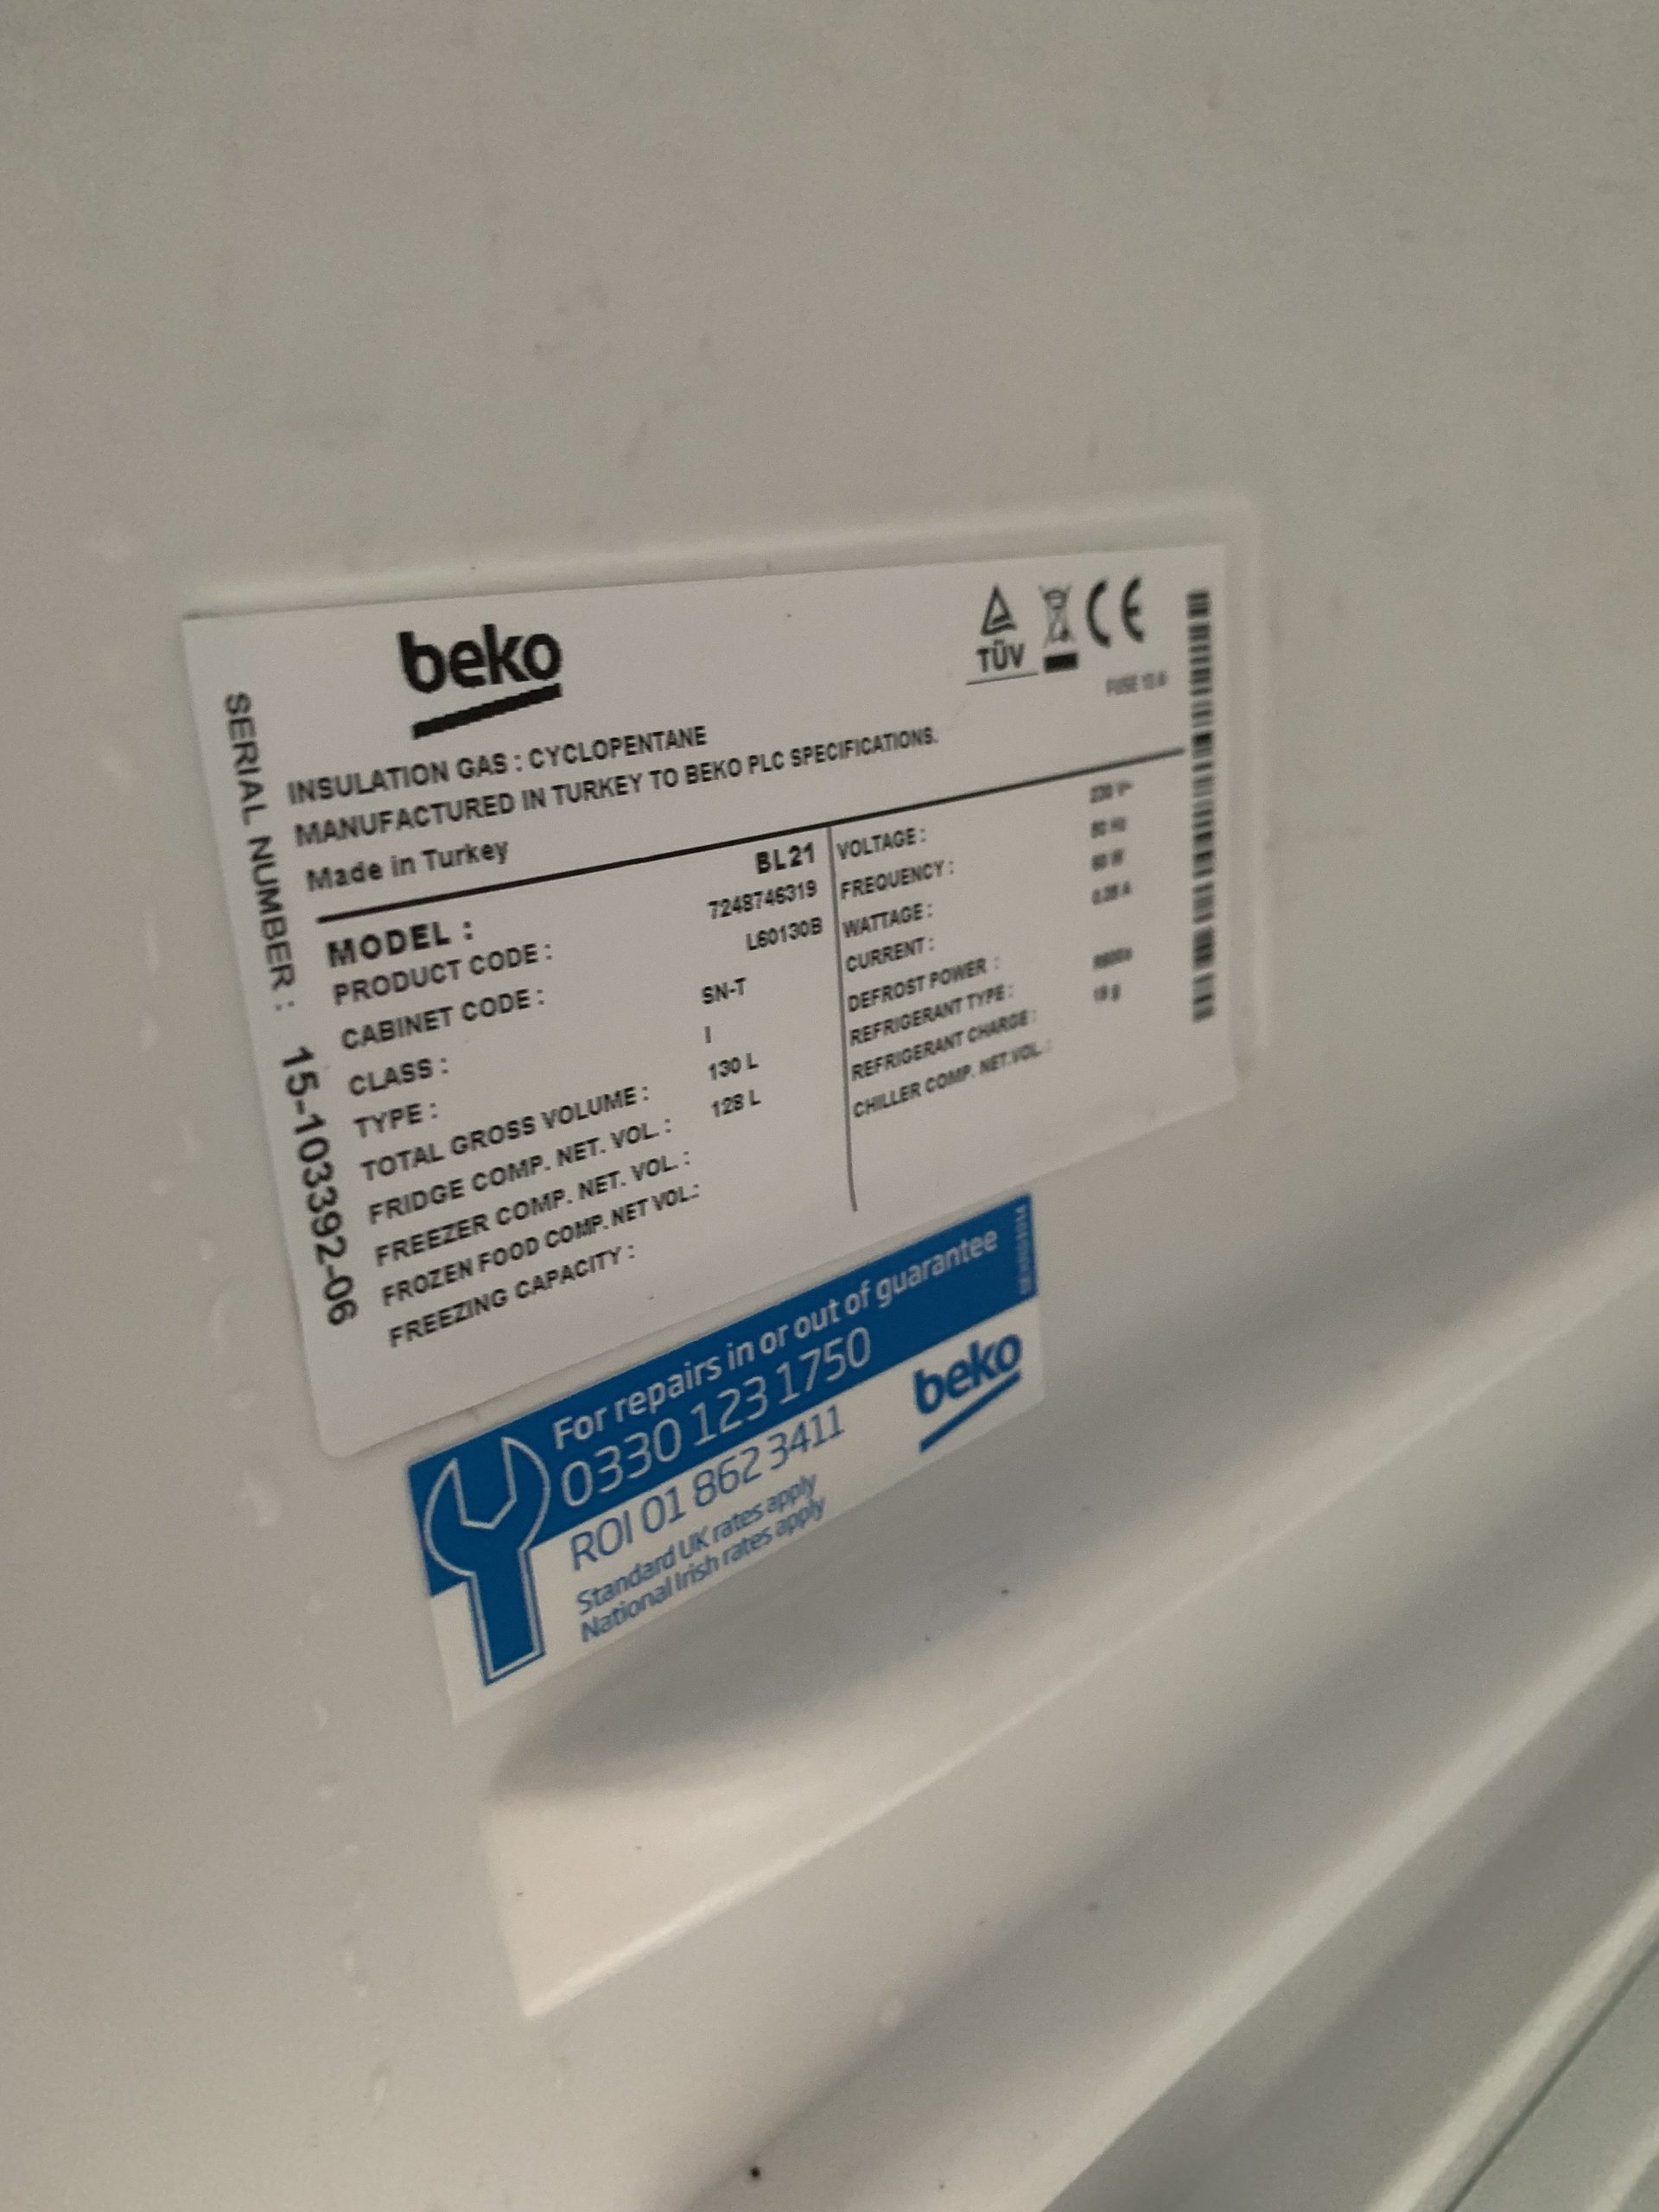 beko
TÜV
CE
INSULATION GAS : CYCLOPENTANE
MANUFACTURED IN TURKEY TO BEKO PLC SPECIFICATIONS.
Made in Turkey
SERIAL NUMBER : 15-103392-06
MODEL : BL21
PRODUCT CODE : 7248746319
CABINET CODE : L60130B
CLASS : SN-T
TYPE : I
TOTAL GROSS VOLUME : 130 L
FRIDGE COMP. NET. VOL. : 128 L
FREEZER COMP. NET. VOL. :
FROZEN FOOD COMP. NET VOL.:
FREEZING CAPACITY :
VOLTAGE :
FREQUENCY :
WATTAGE :
CURRENT :
DEFROST POWER :
REFRIGERANT TYPE :
REFRIGERANT CHARGE :
CHILLER COMP. NET.VOL. :
For repairs in or out of guarantee
0330 123 1750
ROI 01 862 3411
Standard UK rates apply
National Irish rates apply
beko